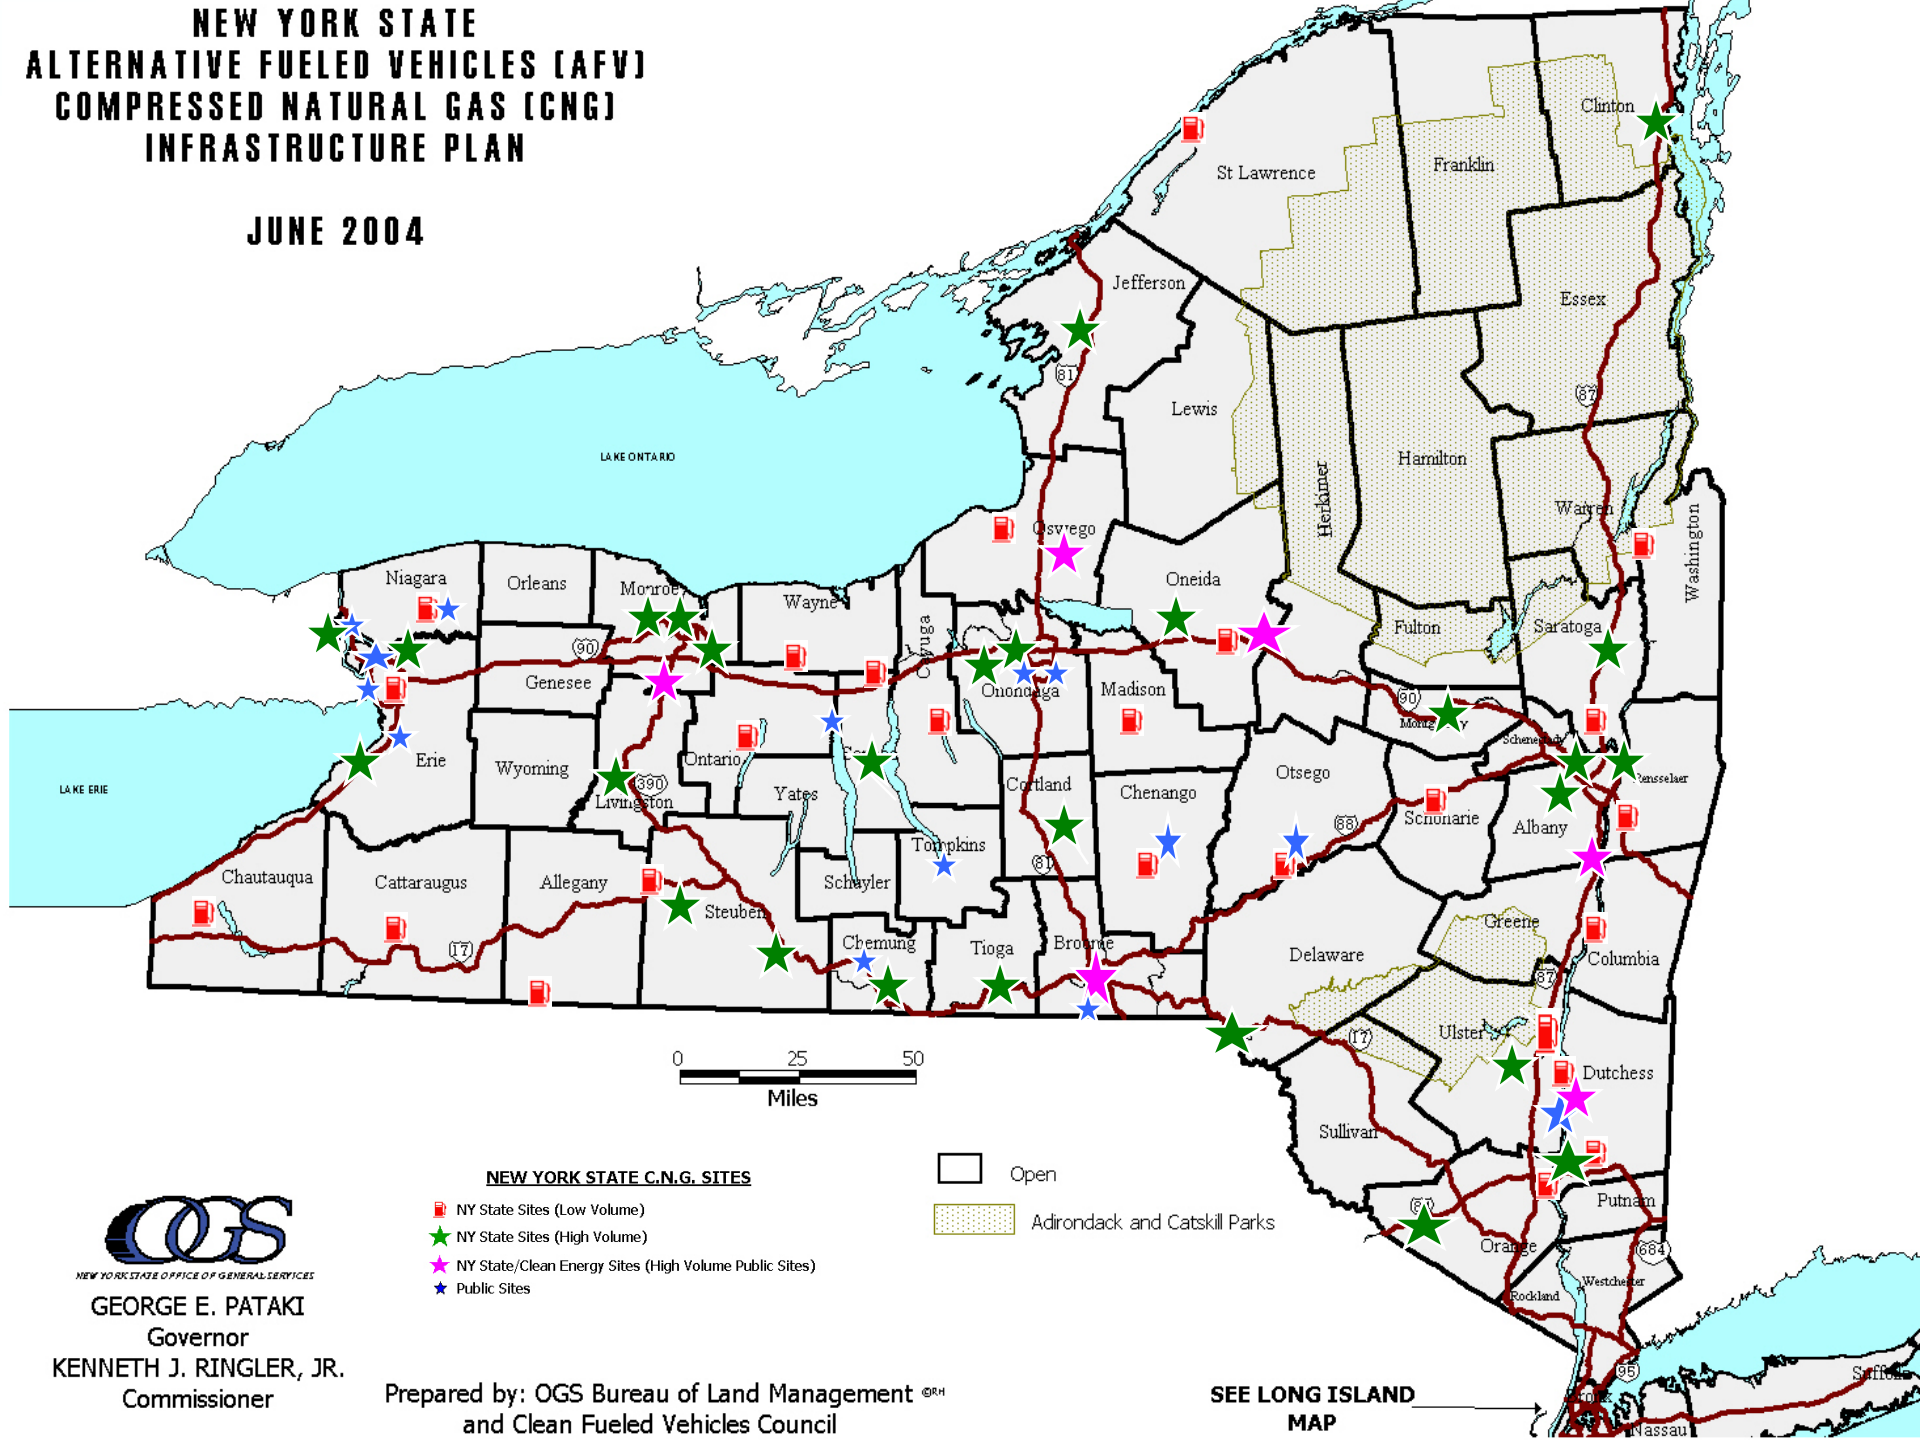 NEW YORK STATE
ALTERNATIVE FUELED VEHICLES (AFV)
COMPRESSED NATURAL GAS (CNG)
INFRASTRUCTURE PLAN
JUNE 2004
Clinton
Franklin
St Lawrence
Jefferson
Essex
81
87
Lewis
Hamilton
Herkimer
LAKE ONTARIO
Warren
Washington
Oswego
Niagara
Orleans
Monroe
Wayne
Cayuga
Oneida
Fulton
Saratoga
90
Genesee
Onondaga
Madison
90
Montgomery
Schenectady
Erie
Wyoming
Ontario
Otsego
Rensselaer
LAKE ERIE
390
Livingston
Yates
Cortland
Chenango
88
Schoharie
Albany
Tompkins
81
Chautauqua
Cattaraugus
Allegany
Schuyler
Steuben
Greene
17
Chemung
Tioga
Broome
Delaware
Columbia
87
Ulster
17
0 25 50
Miles
Dutchess
Sullivan
Putnam
Orange
684
Westchester
Rockland
95
Suffolk
Nassau
NEW YORK STATE C.N.G. SITES
NY State Sites (Low Volume)
NY State Sites (High Volume)
NY State/Clean Energy Sites (High Volume Public Sites)
Public Sites
Open
Adirondack and Catskill Parks
OGS
NEW YORK STATE OFFICE OF GENERAL SERVICES
GEORGE E. PATAKI
Governor
KENNETH J. RINGLER, JR.
Commissioner
Prepared by: OGS Bureau of Land Management ©RH
and Clean Fueled Vehicles Council
SEE LONG ISLAND
MAP